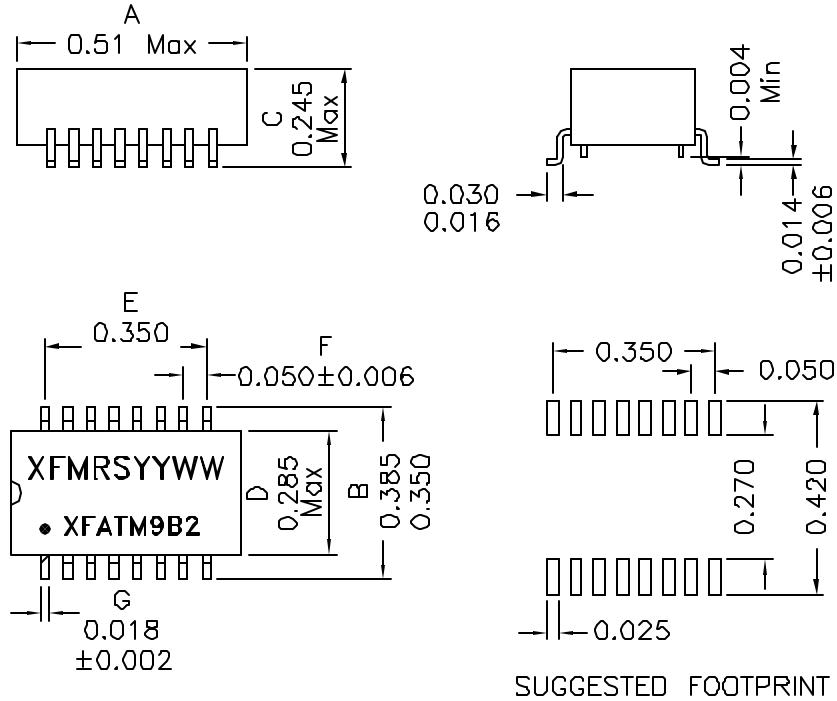 A
0.51 Max
C
0.245
Max
0.004
Min
0.030
0.016
0.014
±0.006
E
0.350
F
0.050±0.006
XFMRSYYWW
XFATM9B2
D
0.285
Max
B
0.385
0.350
G
0.018
±0.002
0.350
0.050
0.270
0.420
0.025
SUGGESTED FOOTPRINT